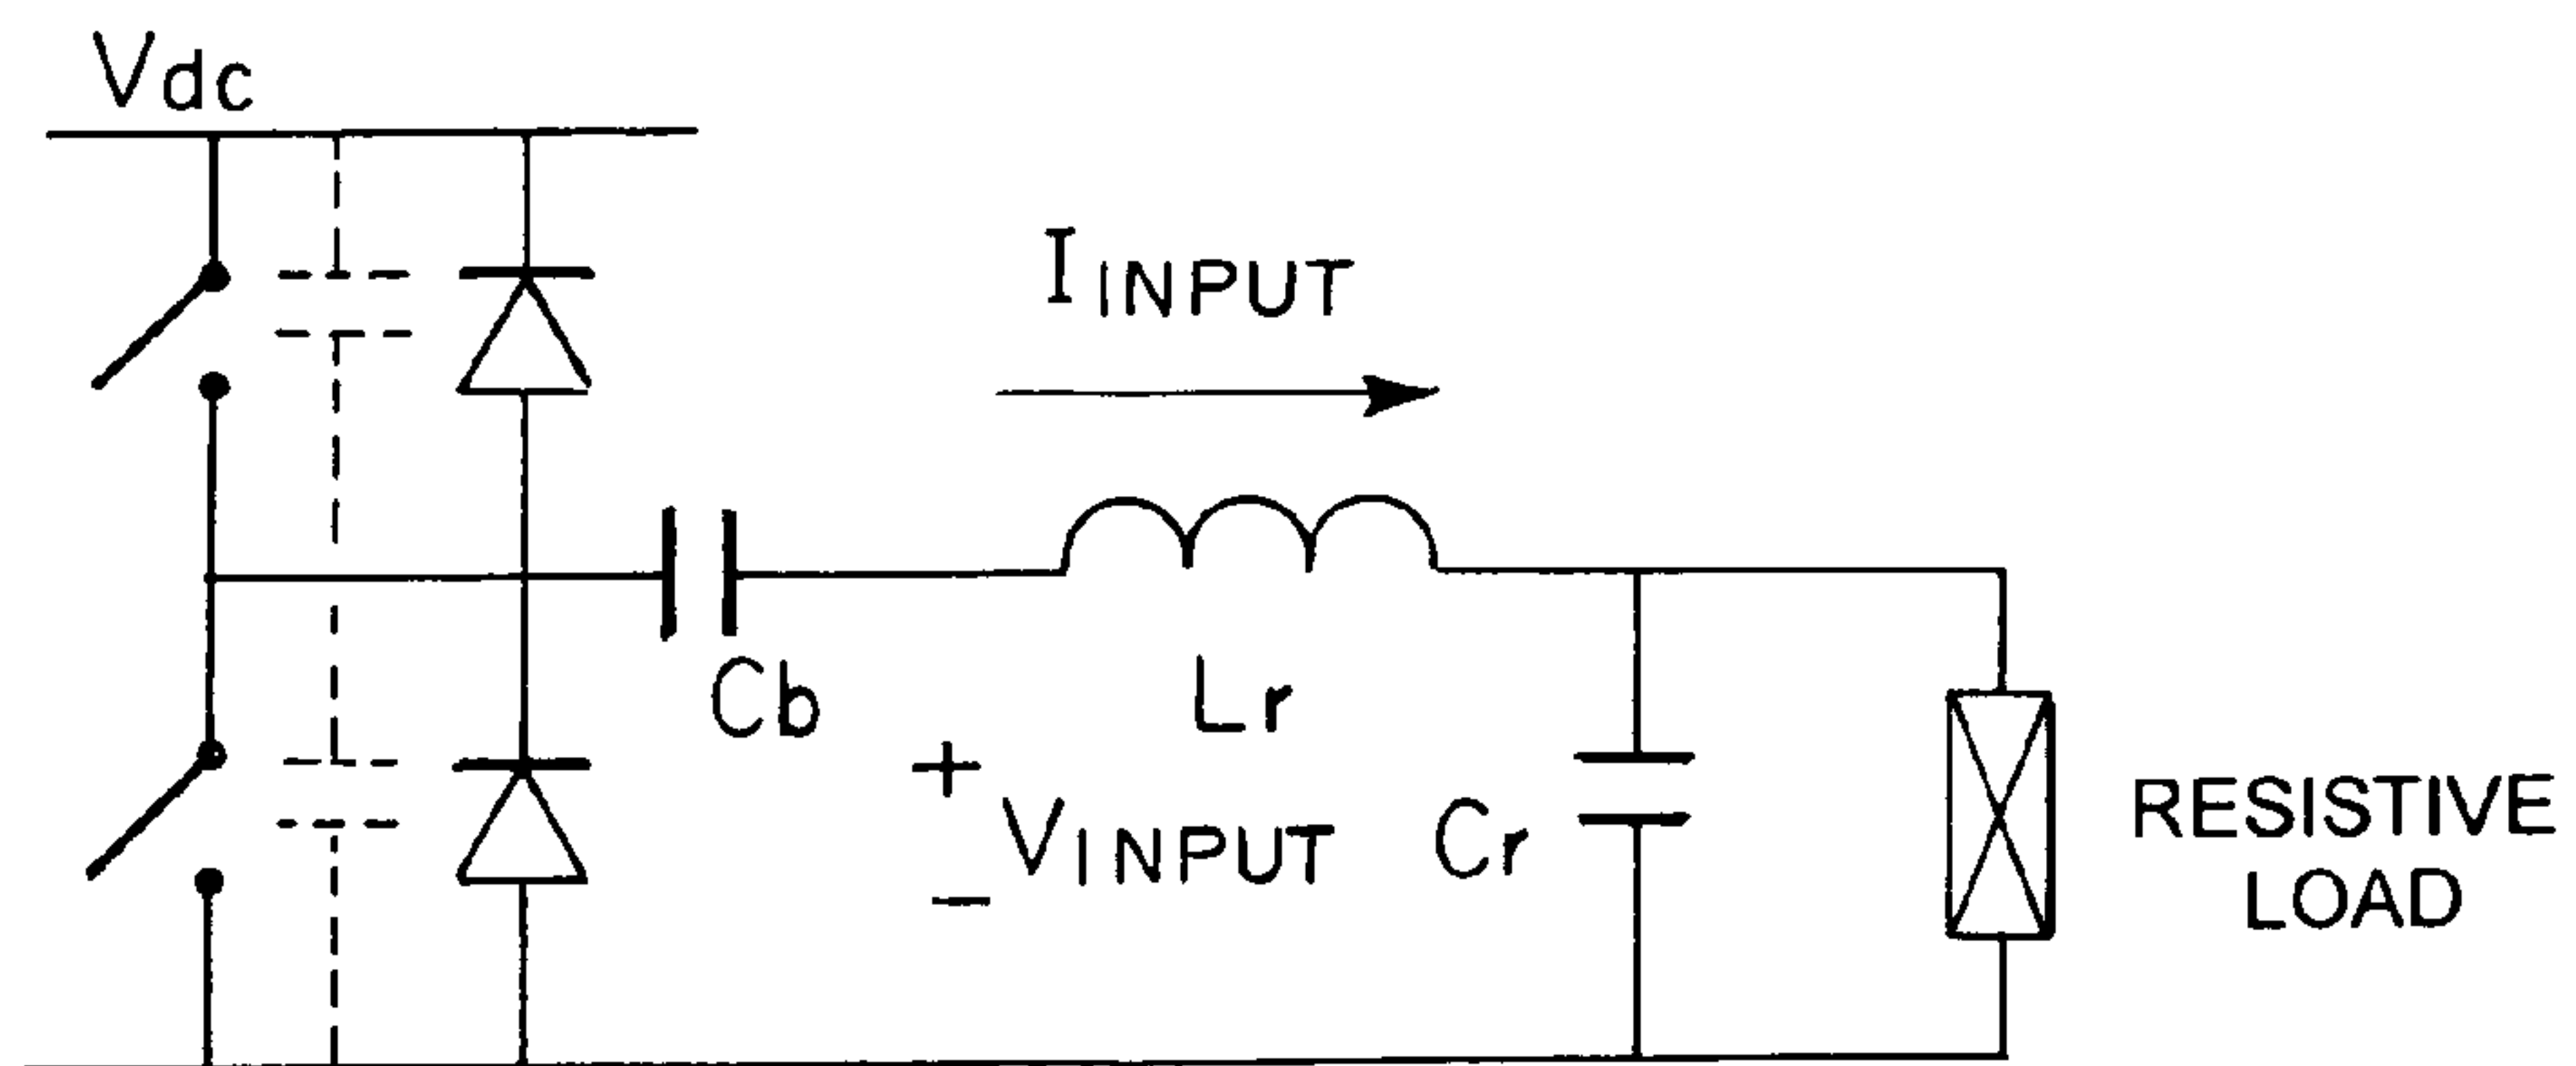 Vdc
IINPUT
Cb
Lr
+
VINPUT
−
Cr
RESISTIVE
LOAD